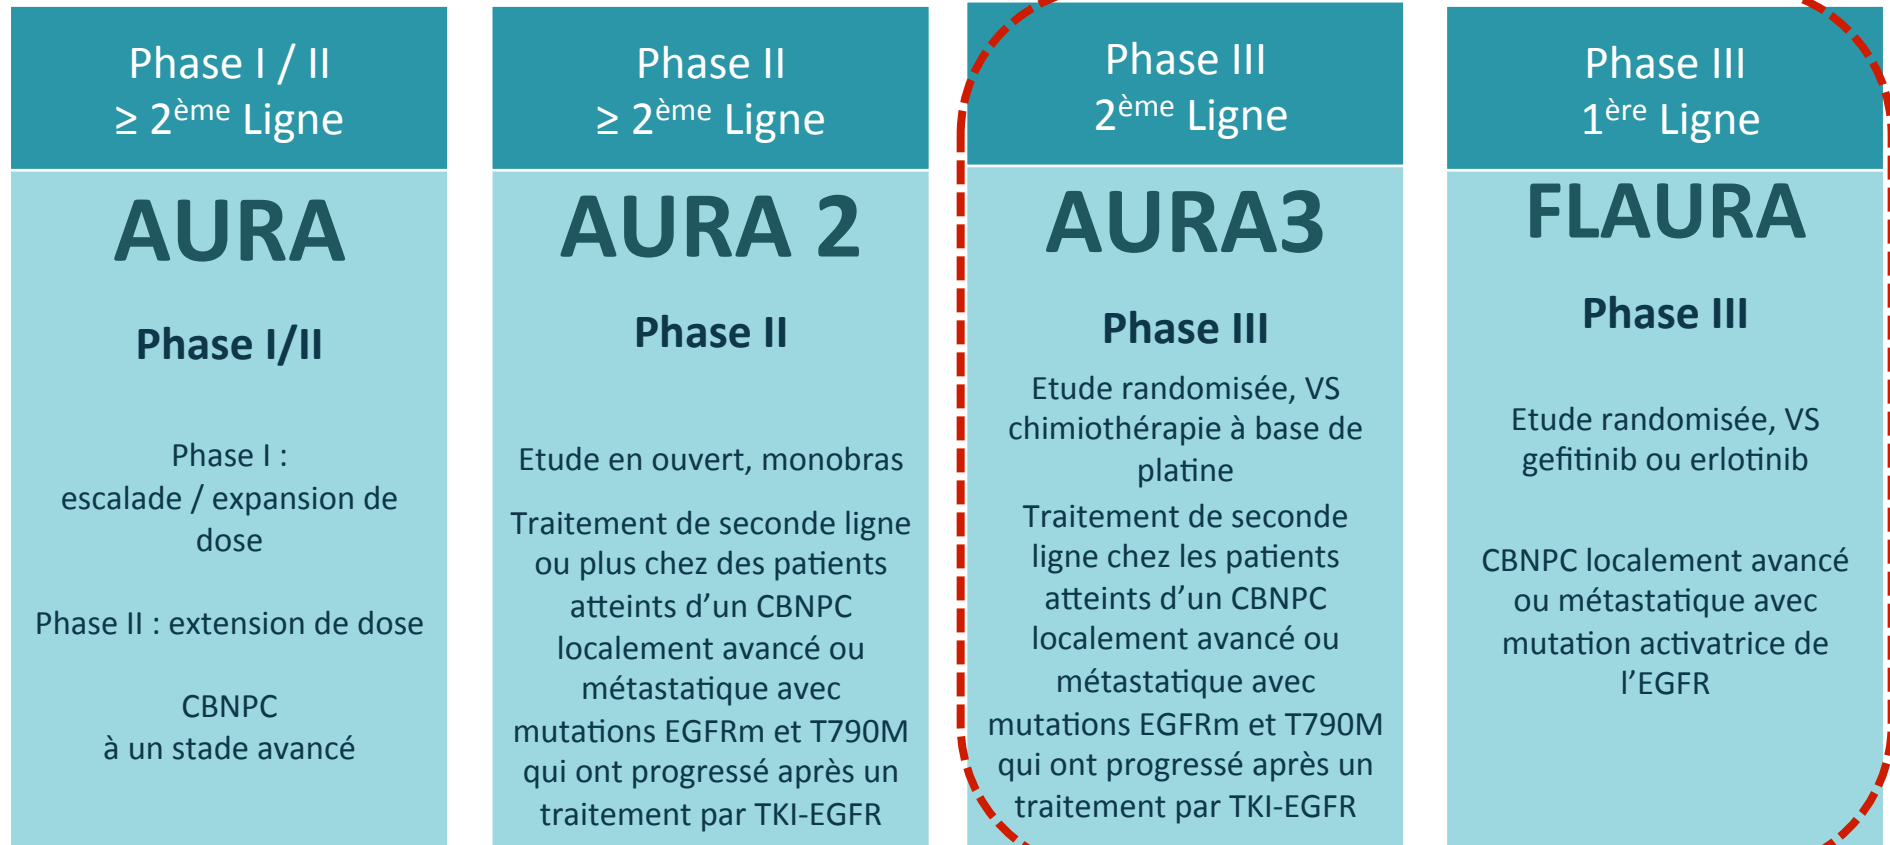 Phase I / II
≥ 2ème Ligne
AURA
Phase I/II
Phase I :
escalade / expansion de
dose
Phase II : extension de dose
CBNPC
à un stade avancé
Phase II
≥ 2ème Ligne
AURA 2
Phase II
Etude en ouvert, monobras
Traitement de seconde ligne
ou plus chez des patients
atteints d’un CBNPC
localement avancé ou
métastatique avec
mutations EGFRm et T790M
qui ont progressé après un
traitement par TKI-EGFR
Phase III
2ème Ligne
AURA3
Phase III
Etude randomisée, VS
chimiothérapie à base de
platine
Traitement de seconde
ligne chez les patients
atteints d’un CBNPC
localement avancé ou
métastatique avec
mutations EGFRm et T790M
qui ont progressé après un
traitement par TKI-EGFR
Phase III
1ère Ligne
FLAURA
Phase III
Etude randomisée, VS
gefitinib ou erlotinib
CBNPC localement avancé
ou métastatique avec
mutation activatrice de
l’EGFR